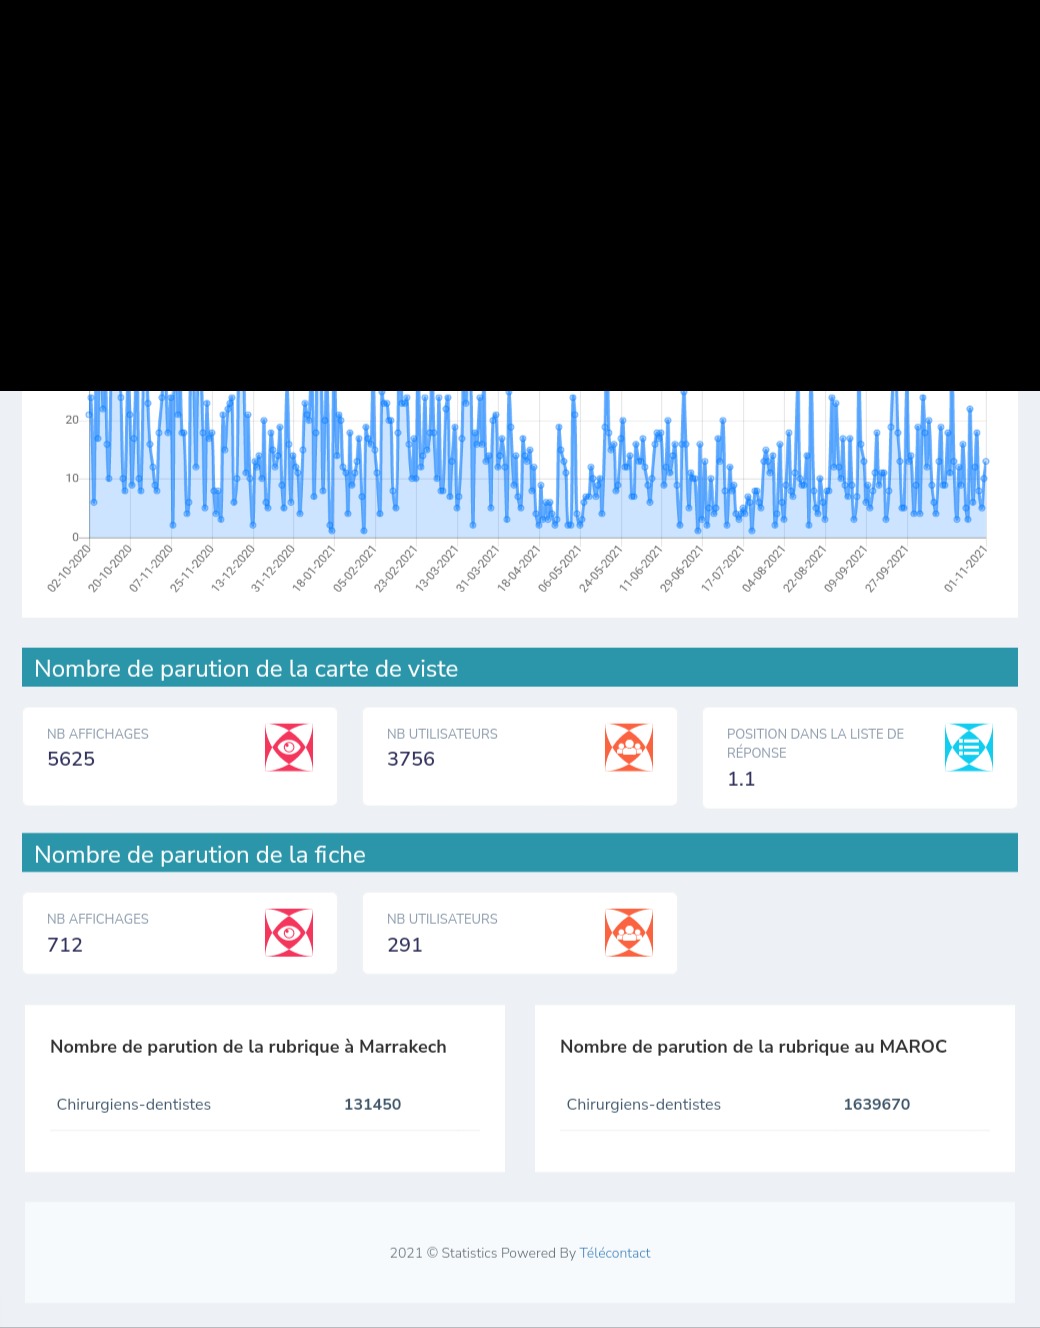 20
10
0
02-10-2020
20-10-2020
07-11-2020
25-11-2020
13-12-2020
31-12-2020
18-01-2021
05-02-2021
23-02-2021
13-03-2021
31-03-2021
18-04-2021
06-05-2021
24-05-2021
11-06-2021
29-06-2021
17-07-2021
04-08-2021
22-08-2021
09-09-2021
27-09-2021
01-11-2021
Nombre de parution de la carte de viste
NB AFFICHAGES
5625
NB UTILISATEURS
3756
POSITION DANS LA LISTE DE
RÉPONSE
1.1
Nombre de parution de la fiche
NB AFFICHAGES
712
NB UTILISATEURS
291
Nombre de parution de la rubrique à Marrakech
Chirurgiens-dentistes 131450
Nombre de parution de la rubrique au MAROC
Chirurgiens-dentistes 1639670
2021 © Statistics Powered By Télécontact